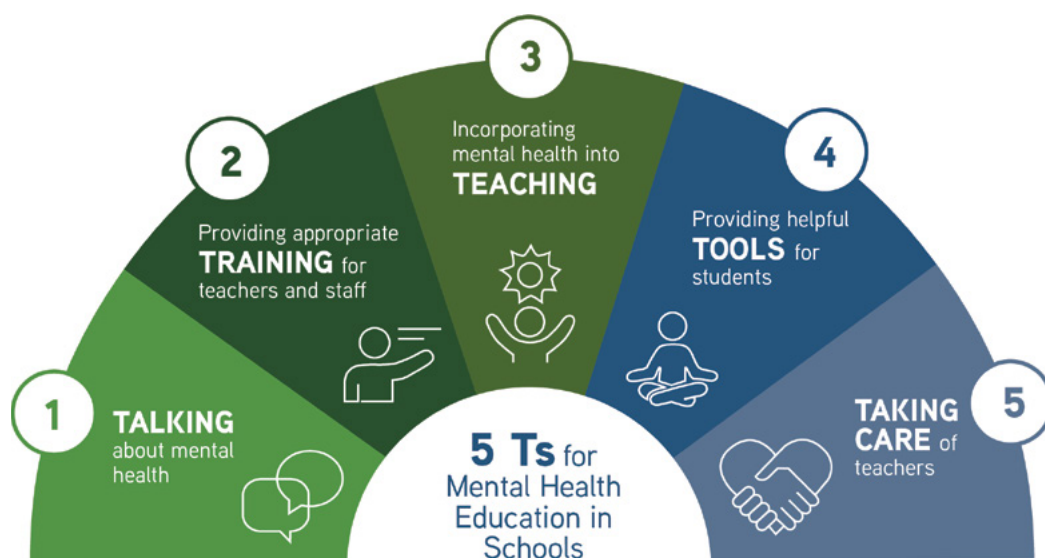 1
TALKING
about mental
health
2
Providing appropriate
TRAINING for
teachers and staff
3
Incorporating
mental health into
TEACHING
4
Providing helpful
TOOLS for
students
5
TAKING
CARE of
teachers
5 Ts for
Mental Health
Education in
Schools